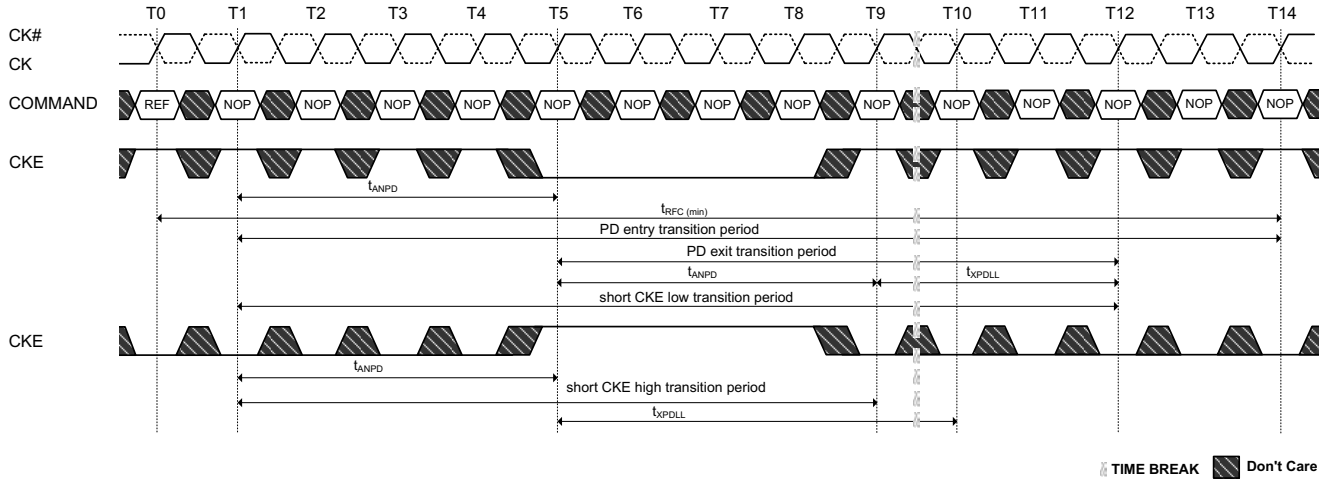 T0 T1 T2 T3 T4 T5 T6 T7 T8 T9 T10 T11 T12 T13 T14
CK#
CK
COMMAND REF NOP NOP NOP NOP NOP NOP NOP NOP NOP NOP NOP NOP NOP NOP
CKE
tANPD
tRFC (min)
PD entry transition period
PD exit transition period
tANPD tXPDLL
short CKE low transition period
CKE
tANPD
short CKE high transition period
tXPDLL
TIME BREAK Don't Care